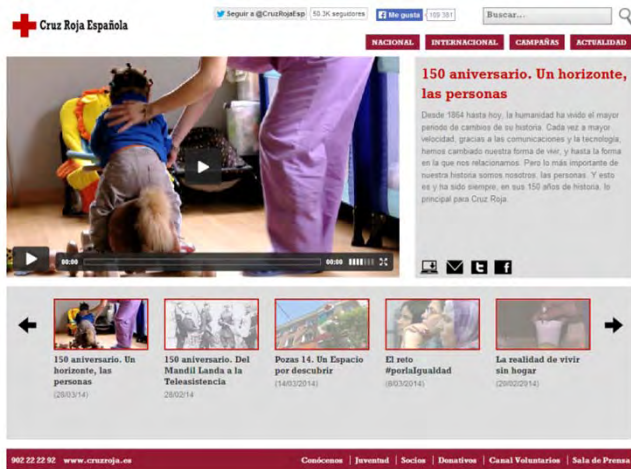 Cruz Roja Española
Seguir a @CruzRojaEsp
50.2K seguidores
Me gusta
109 381
Buscar...
NACIONAL
INTERNACIONAL
CAMPAÑAS
ACTUALIDAD
150 aniversario. Un horizonte,
las personas
Desde 1864 hasta hoy, la humanidad ha vivido el mayor
periodo de cambios de su historia. Cada vez a mayor
velocidad, gracias a las comunicaciones y la tecnología,
hemos cambiado nuestra forma de vivir, y hasta la forma
en la que nos relacionamos. Pero lo más importante de
nuestra historia somos nosotros, las personas. Y esto
es y ha sido siempre, en sus 150 años de historia, lo
principal para Cruz Roja
00:00
00:00
150 aniversario. Un
horizonte, las
personas
(28/03/14)
150 aniversario. Del
Mandil Landa a la
Teleasistencia
28/02/14
Pozas 14. Un Espacio
por descubrir
(14/03/2014)
El reto
#porlaIgualdad
(8/03/2014)
La realidad de vivir
sin hogar
(20/02/2014)
902 22 22 92 www.cruzroja.es
Conócenos | Juventud | Socios | Donativos | Canal Voluntarios | Sala de Prensa